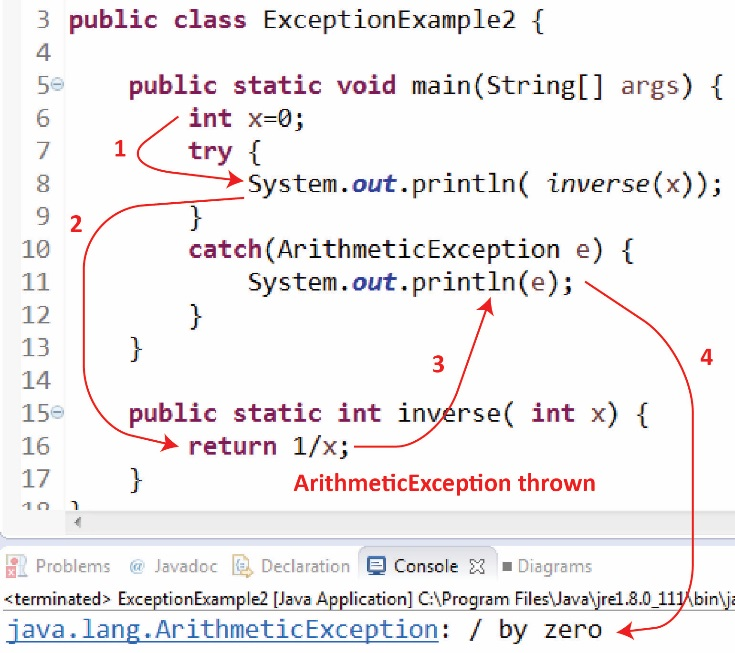 3 public class ExceptionExample2 {
4
5 public static void main(String[] args) {
6 int x=0;
7 try {
8 System.out.println( inverse(x));
9 }
10 catch(ArithmeticException e) {
11 System.out.println(e);
12 }
13 }
14
15 public static int inverse( int x) {
16 return 1/x;
17 }
18 }
1
2
3
4
ArithmeticException thrown
Problems @ Javadoc Declaration Console Diagrams
<terminated> ExceptionExample2 [Java Application] C:\Program Files\Java\jre1.8.0_111\bin\ja
java.lang.ArithmeticException: / by zero